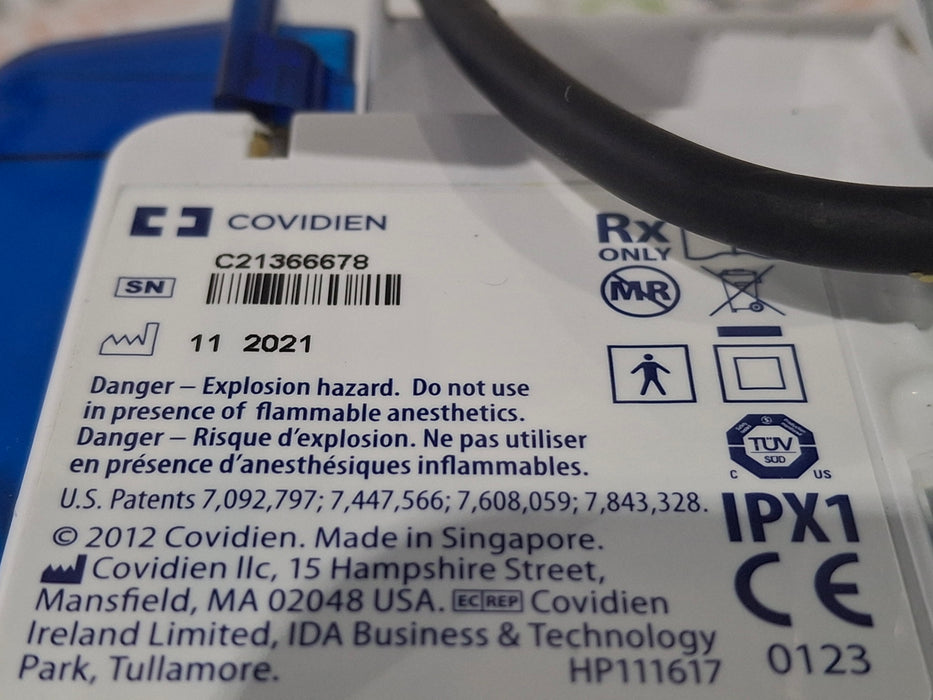 COVIDIEN
C21366678
SN
11 2021
Danger – Explosion hazard. Do not use
in presence of flammable anesthetics.
Danger – Risque d'explosion. Ne pas utiliser
en présence d'anesthésiques inflammables.
U.S. Patents 7,092,797; 7,447,566; 7,608,059; 7,843,328.
© 2012 Covidien. Made in Singapore.
Covidien llc, 15 Hampshire Street,
Mansfield, MA 02048 USA. EC REP Covidien
Ireland Limited, IDA Business & Technology
Park, Tullamore.
HP111617
Rx
ONLY
MR
TÜV
SÜD
C US
IPX1
CE
0123